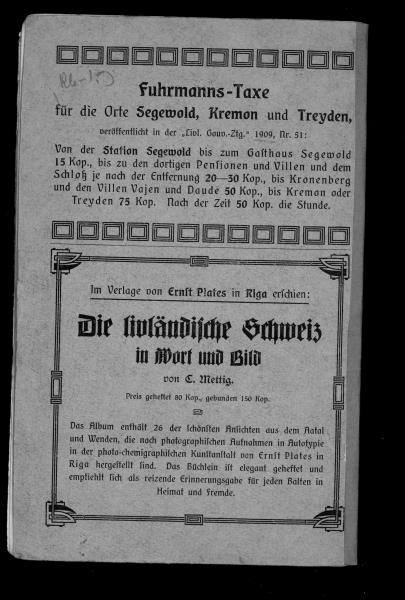 Fuhrmanns-Taxe
für die Orte Segewold, Kremon und Treyden,
veröffentlicht in der „Livl. Gouv.-Ztg.“ 1909, Nr. 51:
Von der Station Segewold bis zum Gasthaus Segewold
15 Kop., bis zu den dortigen Pensionen und Villen und dem
Schloß je nach der Entfernung 20—30 Kop., bis Kronenberg
und den Villen Vajen und Daude 50 Kop., bis Kremon oder
Treyden 75 Kop. Nach der Zeit 50 Kop. die Stunde.
Im Verlage von Ernst Plates in Riga erschien:
Die livländische Schweiz
in Wort und Bild
von C. Mettig.
Preis geheftet 80 Kop., gebunden 150 Kop.
Das Album enthält 26 der schönsten Ansichten aus dem Aatal
und Wenden, die nach photographischen Aufnahmen in Autotypie
in der photo-chemigraphischen Kunstanstalt von Ernst Plates in
Riga hergestellt sind. Das Büchlein ist elegant geheftet und
empfiehlt sich als reizende Erinnerungsgabe für jeden Balten in
Heimat und Fremde.